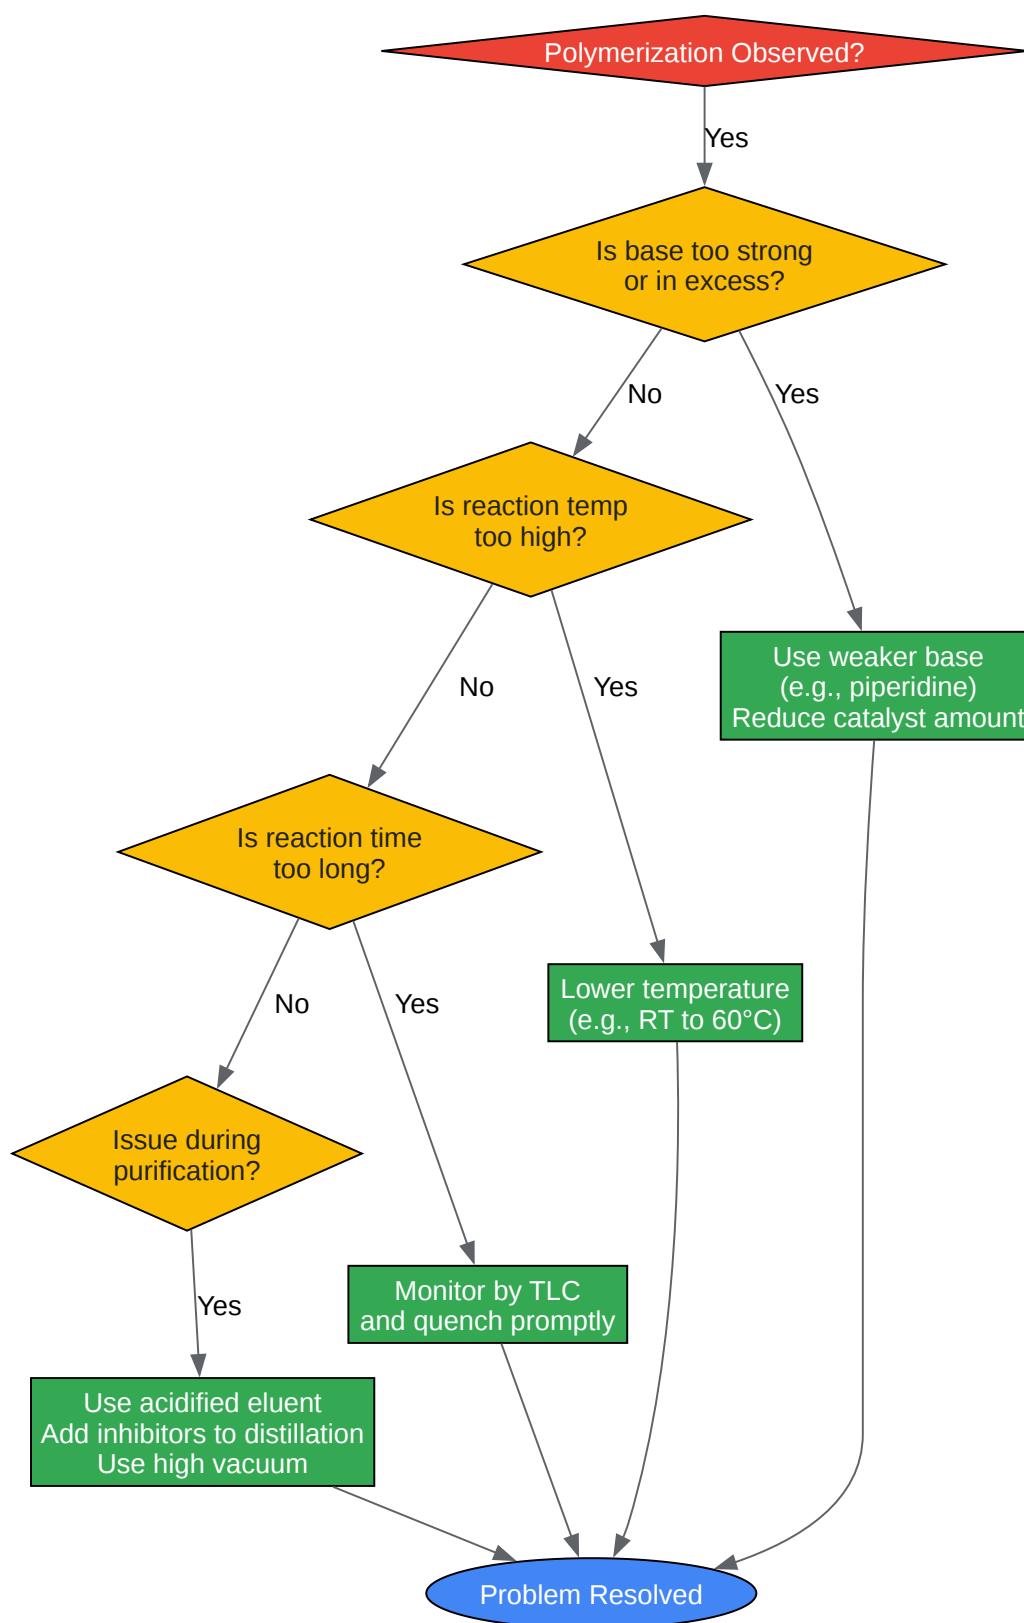 Polymerization Observed?
Yes
Is base too strong
or in excess?
No
Yes
Is reaction temp
too high?
No
Yes
Use weaker base
(e.g., piperidine)
Reduce catalyst amount
Is reaction time
too long?
No
Yes
Lower temperature
(e.g., RT to 60°C)
Issue during
purification?
Yes
Monitor by TLC
and quench promptly
Use acidified eluent
Add inhibitors to distillation
Use high vacuum
Problem Resolved